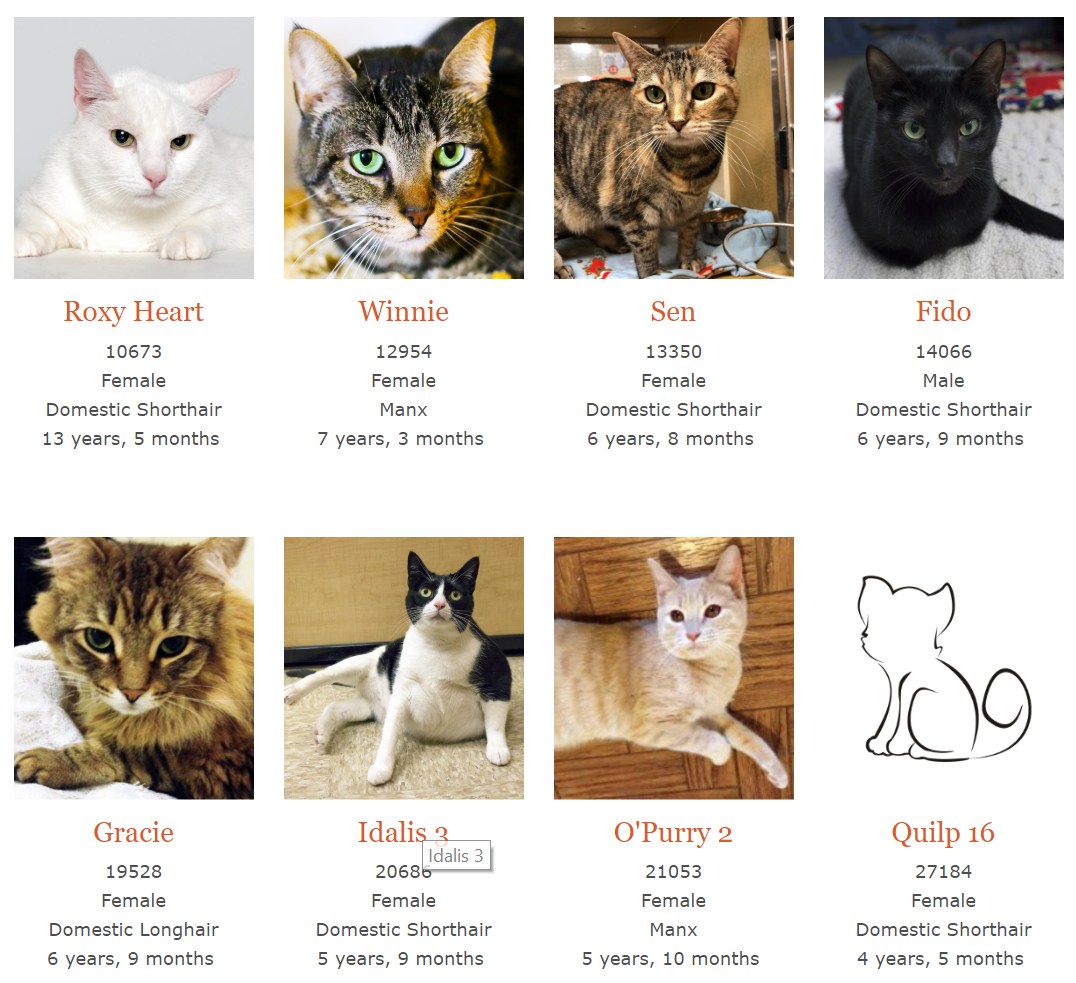 Roxy Heart
10673
Female
Domestic Shorthair
13 years, 5 months
Winnie
12954
Female
Manx
7 years, 3 months
Sen
13350
Female
Domestic Shorthair
6 years, 8 months
Fido
14066
Male
Domestic Shorthair
6 years, 9 months
Gracie
19528
Female
Domestic Longhair
6 years, 9 months
Idalis 3
Idalis 3
20686
Female
Domestic Shorthair
5 years, 9 months
O'Purry 2
21053
Female
Manx
5 years, 10 months
Quilp 16
27184
Female
Domestic Shorthair
4 years, 5 months